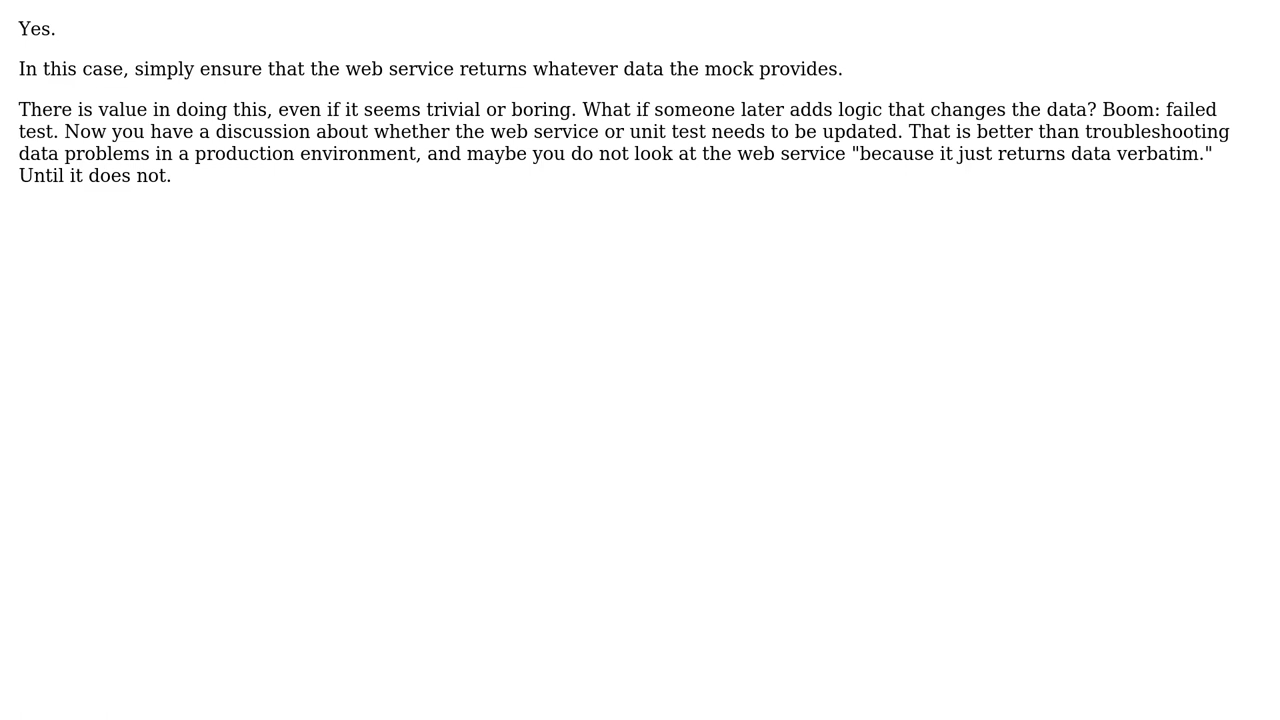 Yes.
In this case, simply ensure that the web service returns whatever data the mock provides.
There is value in doing this, even if it seems trivial or boring. What if someone later adds logic that changes the data? Boom: failed
test. Now you have a discussion about whether the web service or unit test needs to be updated. That is better than troubleshooting
data problems in a production environment, and maybe you do not look at the web service "because it just returns data verbatim."
Until it does not.